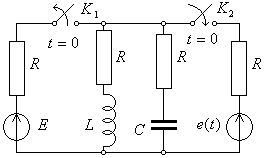 K1 K2
t = 0 t = 0
R R R R
E L C e(t)